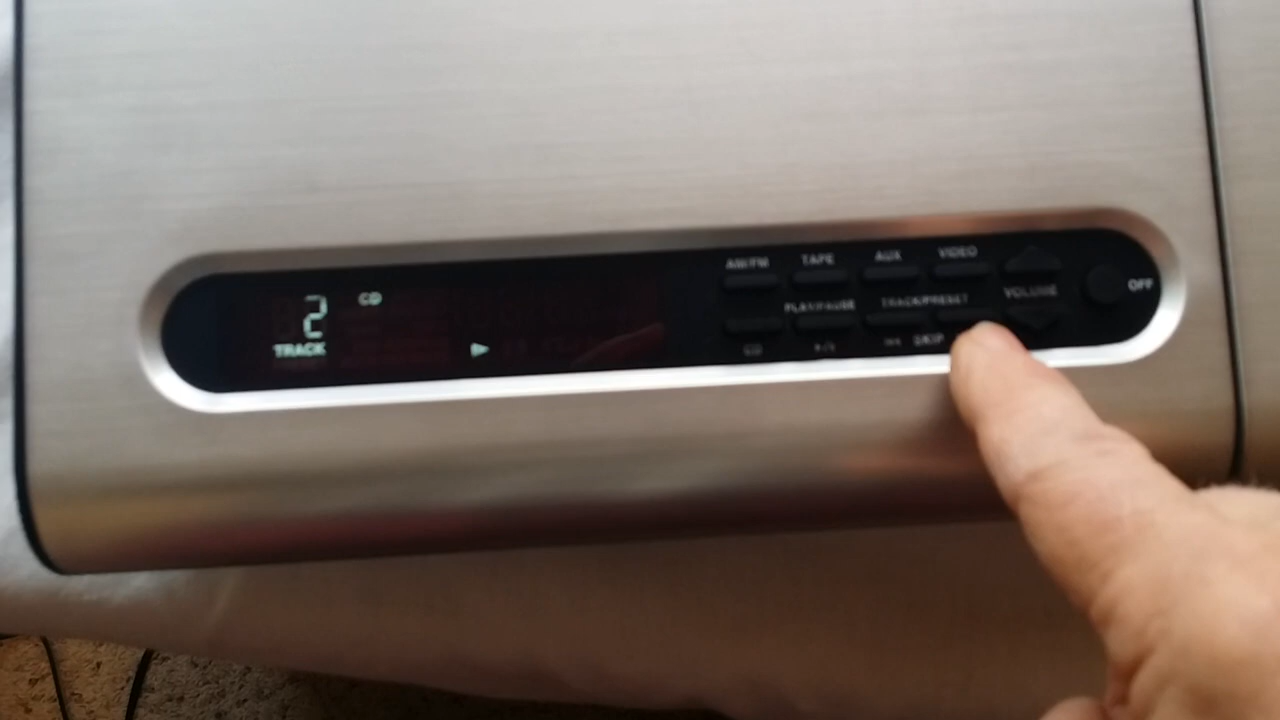 2
CD
TRACK
AM/FM TAPE AUX VIDEO
PLAY/PAUSE TRACK/PRESET VOLUME OFF
CD SKIP